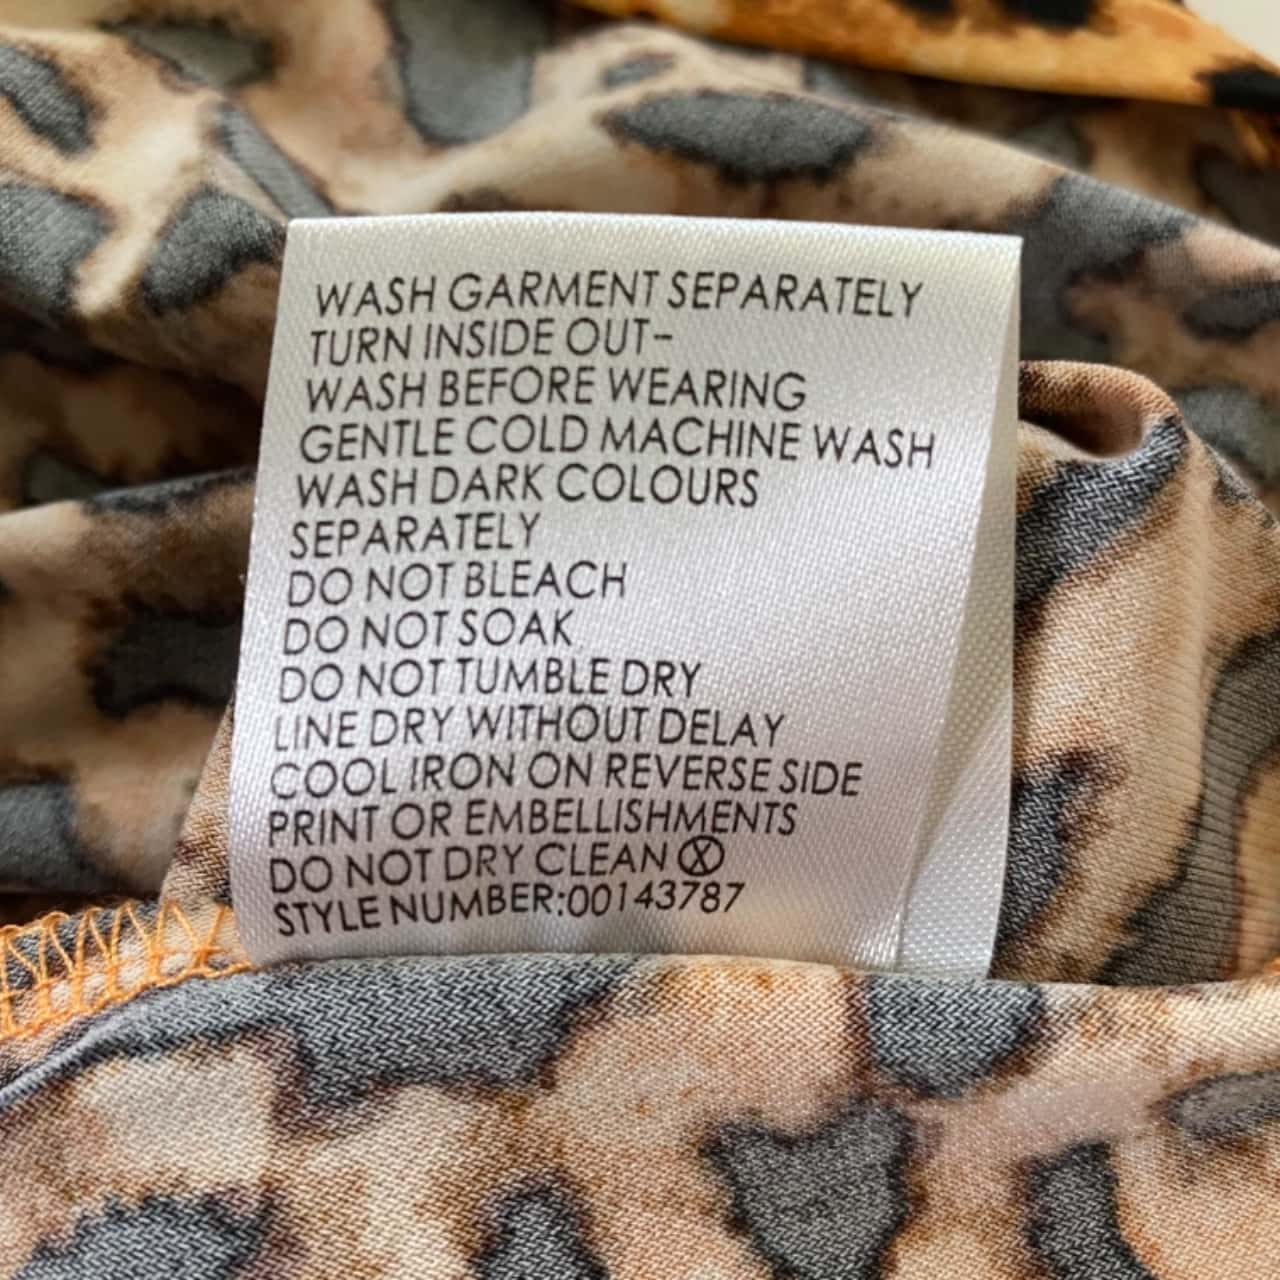 WASH GARMENT SEPARATELY
TURN INSIDE OUT-
WASH BEFORE WEARING
GENTLE COLD MACHINE WASH
WASH DARK COLOURS
SEPARATELY
DO NOT BLEACH
DO NOT SOAK
DO NOT TUMBLE DRY
LINE DRY WITHOUT DELAY
COOL IRON ON REVERSE SIDE
PRINT OR EMBELLISHMENTS
DO NOT DRY CLEAN Ⓧ
STYLE NUMBER:00143787